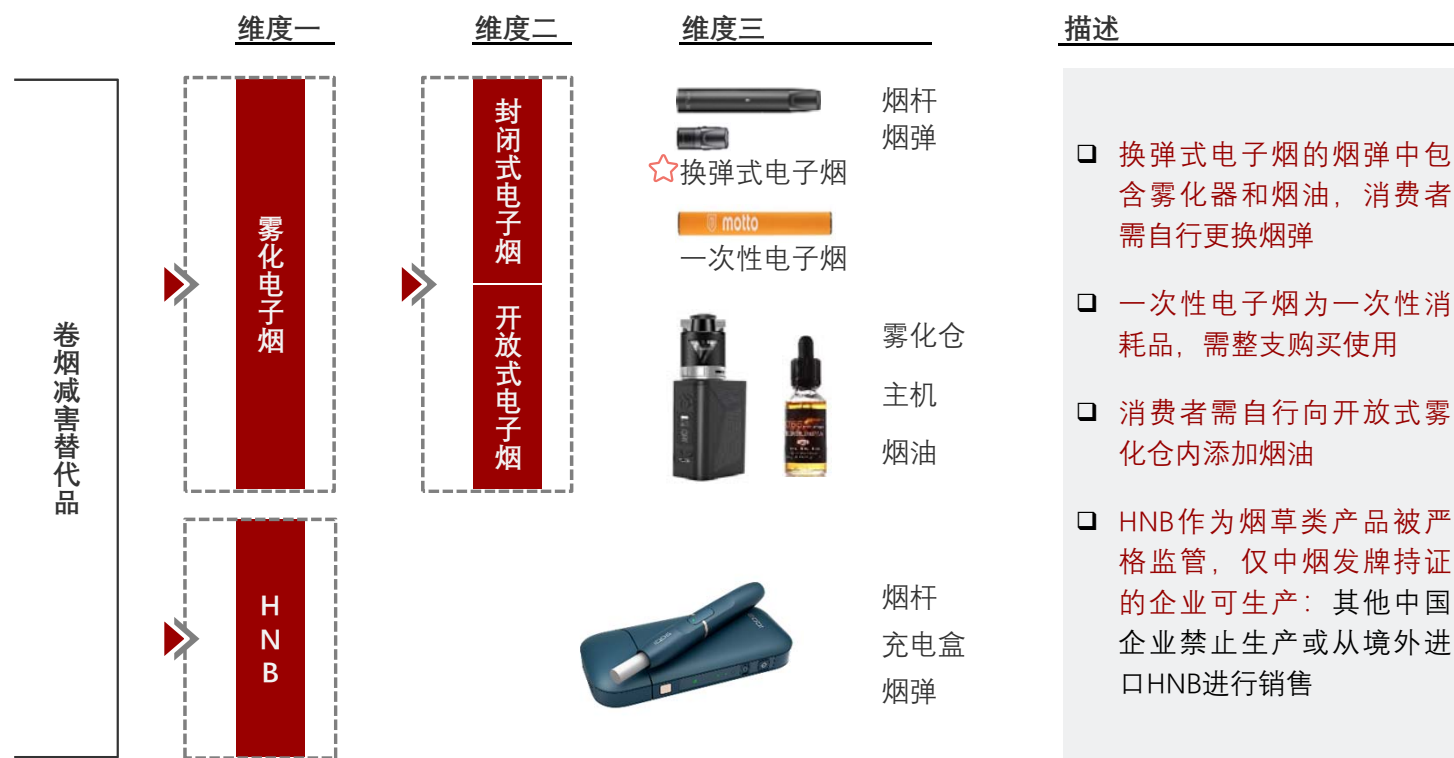 维度一
维度二
维度三
描述
卷烟减害替代品
雾化电子烟
封闭式电子烟
开放式电子烟
烟杆
烟弹
换弹式电子烟
motto
一次性电子烟
雾化仓
主机
烟油
HNB
烟杆
充电盒
烟弹
换弹式电子烟的烟弹中包
含雾化器和烟油，消费者
需自行更换烟弹
一次性电子烟为一次性消
耗品，需整支购买使用
消费者需自行向开放式雾
化仓内添加烟油
HNB作为烟草类产品被严
格监管，仅中烟发牌持证
的企业可生产：其他中国
企业禁止生产或从境外进
口HNB进行销售